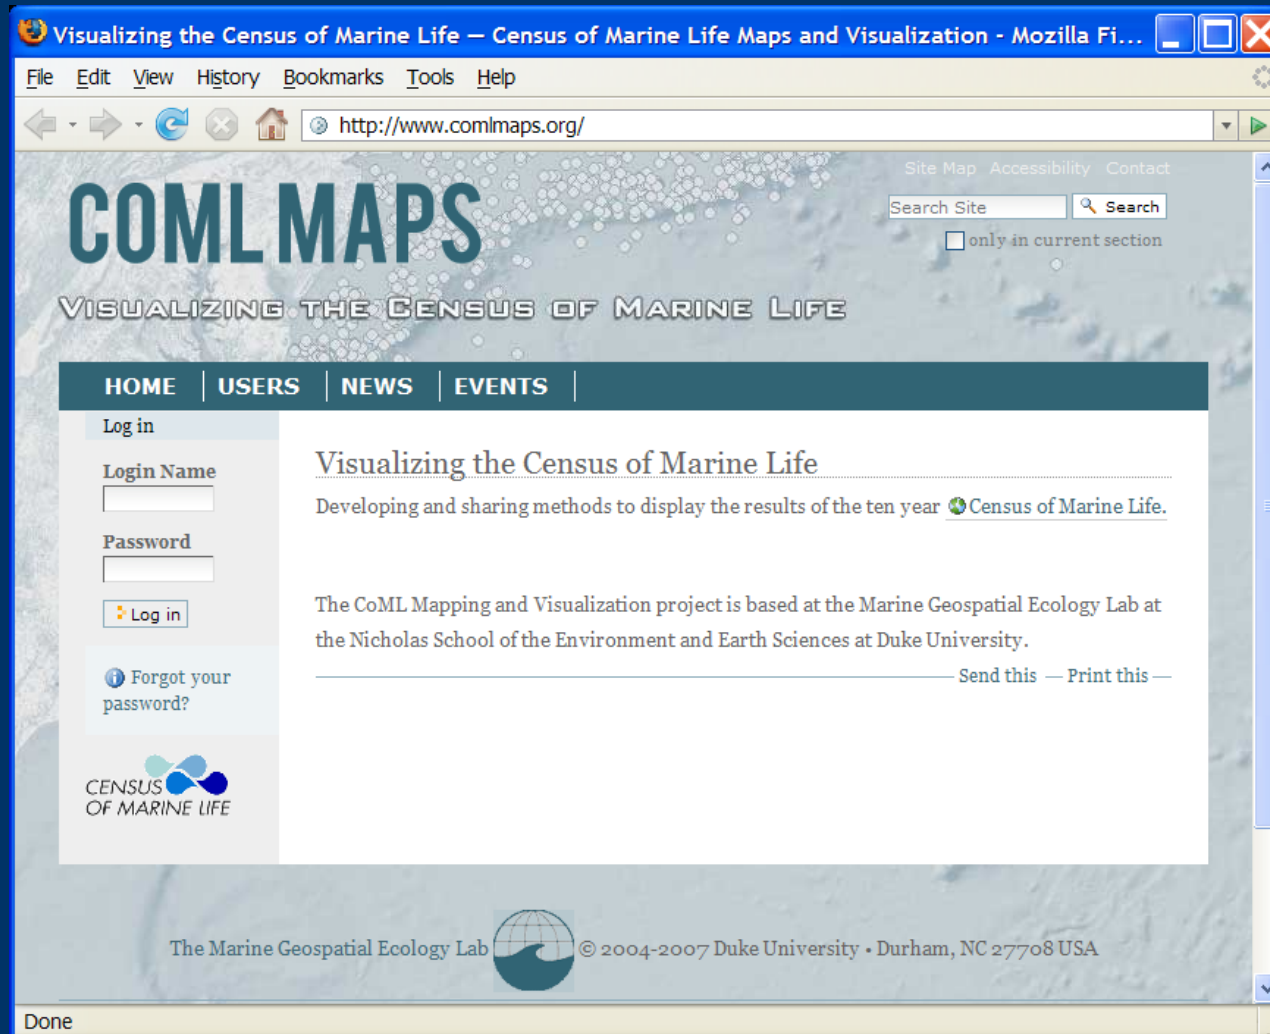 Visualizing the Census of Marine Life — Census of Marine Life Maps and Visualization - Mozilla Fi...
File Edit View History Bookmarks Tools Help
http://www.comlmaps.org/
Site Map Accessibility Contact
COML MAPS
Search Site Search
only in current section
VISUALIZING THE CENSUS OF MARINE LIFE
HOME USERS NEWS EVENTS
Log in
Login Name
Password
Log in
Forgot your
password?
CENSUS
OF MARINE LIFE
Visualizing the Census of Marine Life
Developing and sharing methods to display the results of the ten year Census of Marine Life.
The CoML Mapping and Visualization project is based at the Marine Geospatial Ecology Lab at
the Nicholas School of the Environment and Earth Sciences at Duke University.
Send this — Print this —
The Marine Geospatial Ecology Lab © 2004-2007 Duke University • Durham, NC 27708 USA
Done